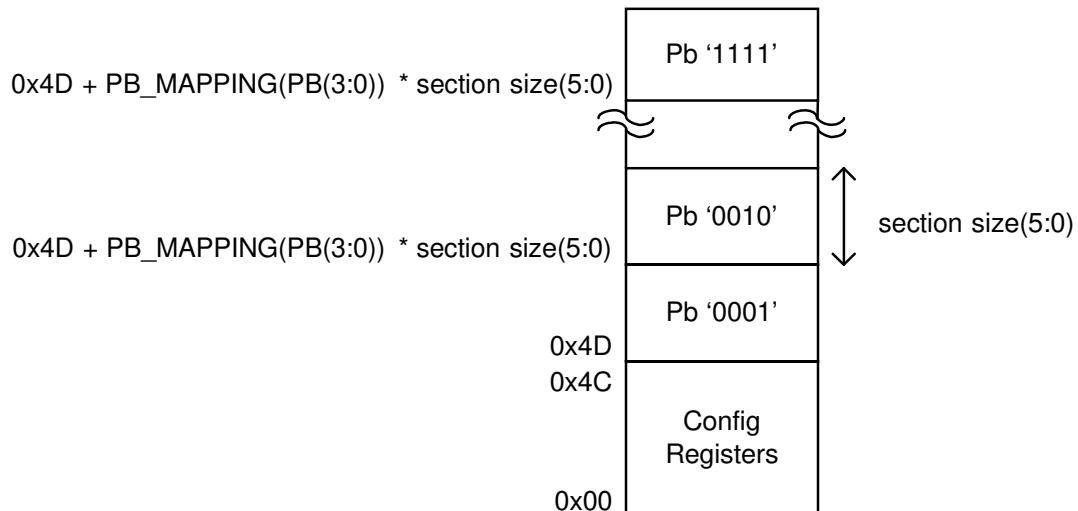 Pb ‘1111’
0x4D + PB_MAPPING(PB(3:0)) * section size(5:0)
Pb ‘0010’
section size(5:0)
0x4D + PB_MAPPING(PB(3:0)) * section size(5:0)
Pb ‘0001’
0x4D
0x4C
Config
Registers
0x00